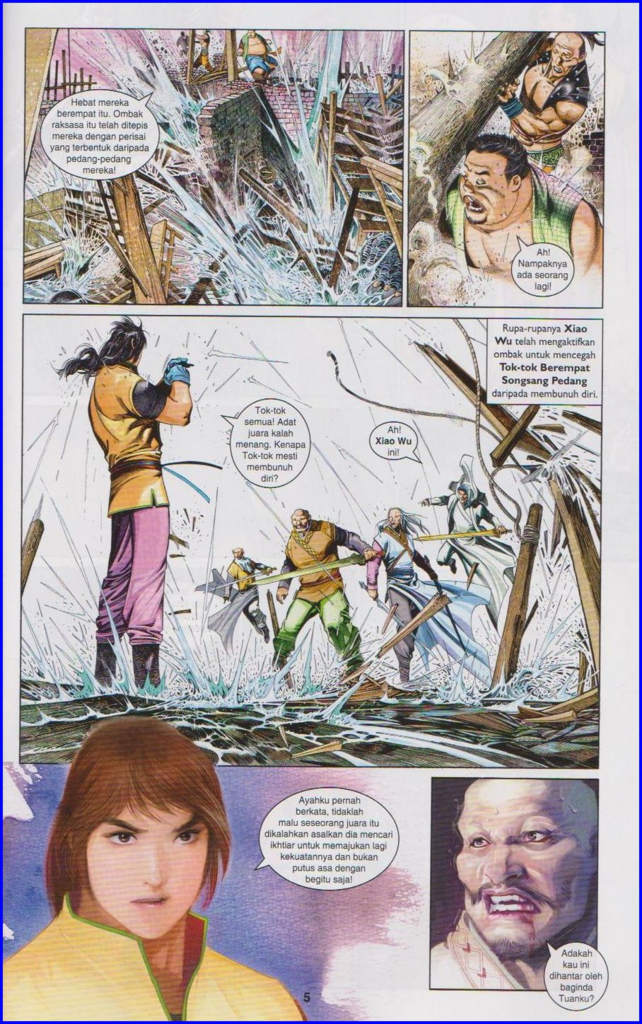 Hebat mereka
berempat itu. Ombak
raksasa itu telah ditepis
mereka dengan perisai
yang terbentuk daripada
pedang-pedang
mereka!
Ah!
Nampaknya
ada seorang
lagi!
Rupa-rupanya Xiao
Wu telah mengaktifkan
ombak untuk mencegah
Tok-tok Berempat
Songsang Pedang
daripada membunuh diri.
Tok-tok
semua! Adat
juara kalah
menang. Kenapa
Tok-tok mesti
membunuh
diri?
Ah!
Xiao Wu
ini!
Ayahku pernah
berkata, tidaklah
malu seseorang juara itu
dikalahkan asalkan dia mencari
ikhtiar untuk memajukan lagi
kekuatannya dan bukan
putus asa dengan
begitu saja!
Adakah
kau ini
dihantar oleh
baginda
Tuanku?
5